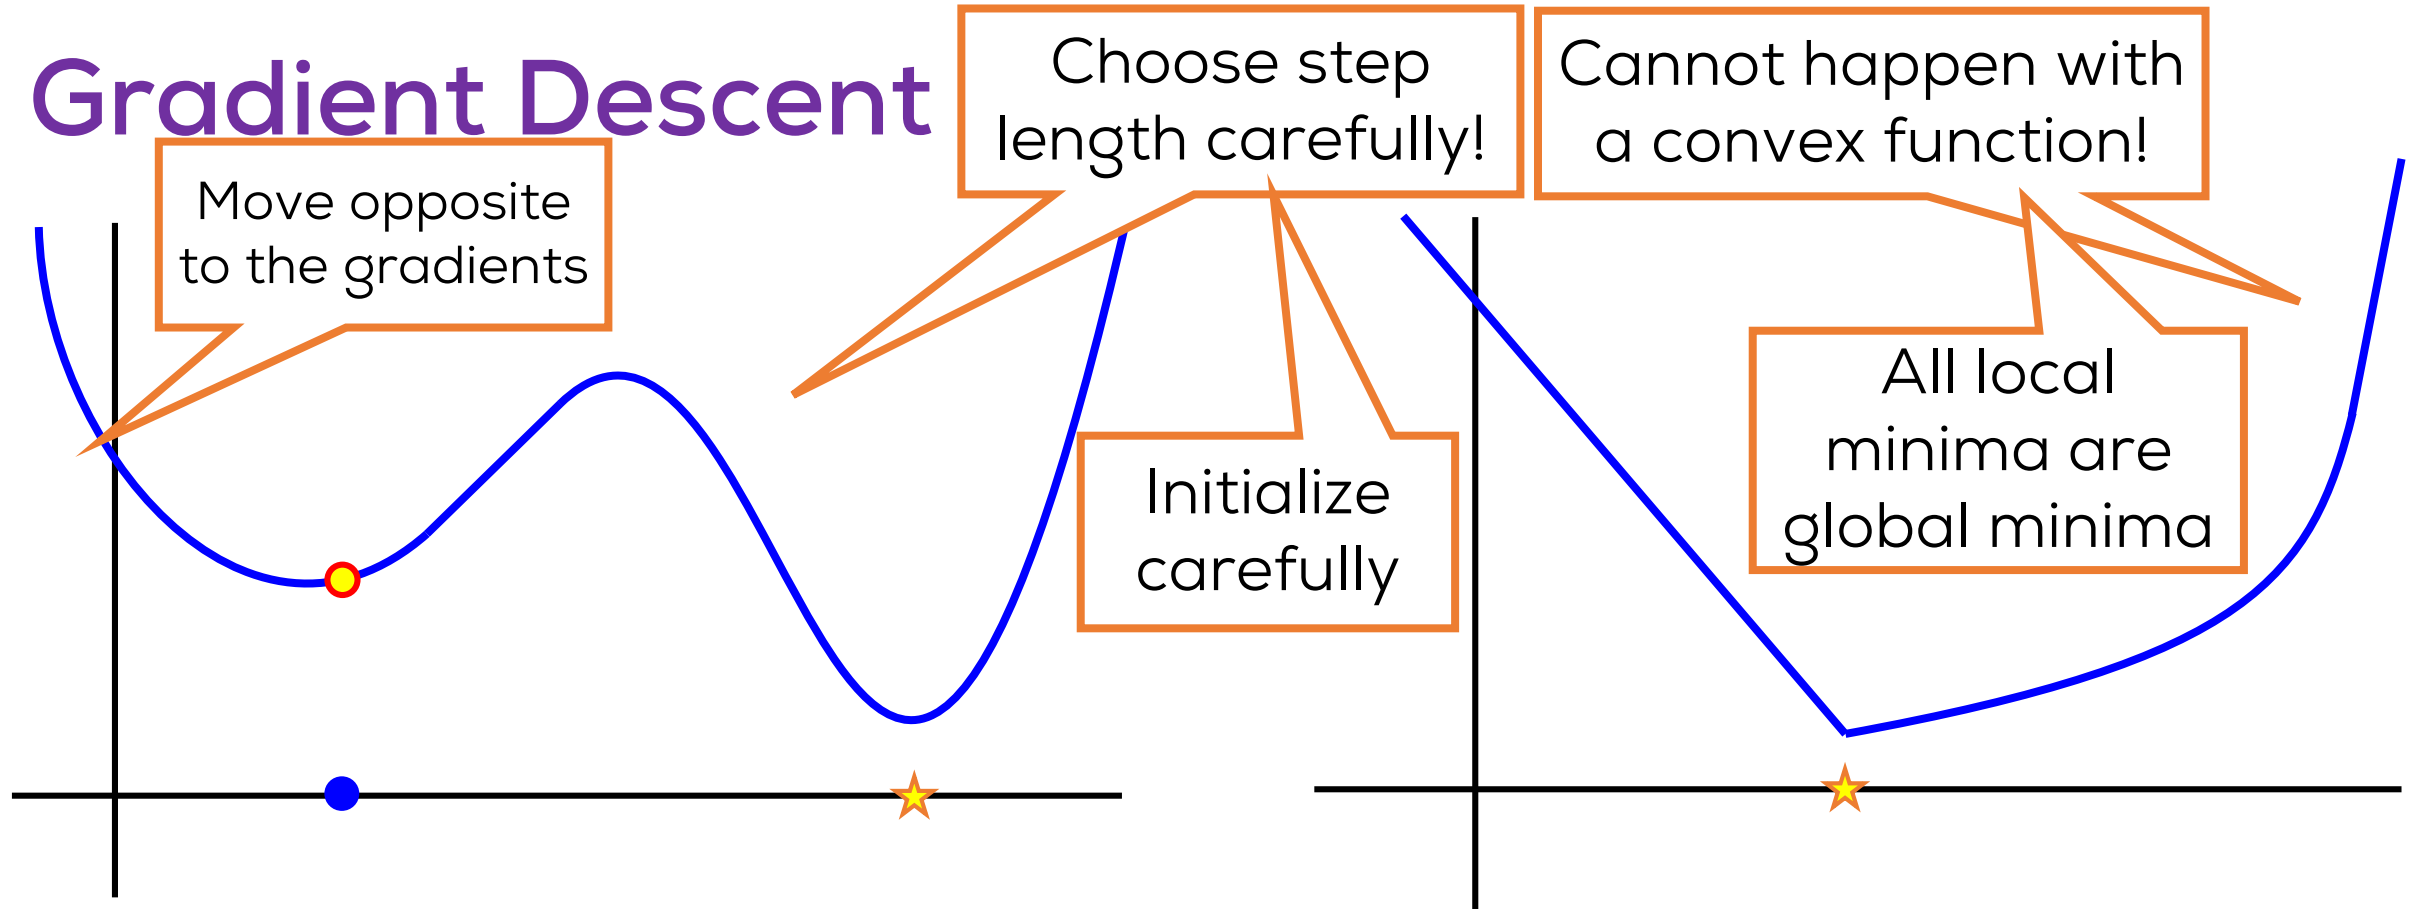 Gradient Descent
Move opposite
to the gradients
Choose step
length carefully!
Initialize
carefully
Cannot happen with
a convex function!
All local
minima are
global minima